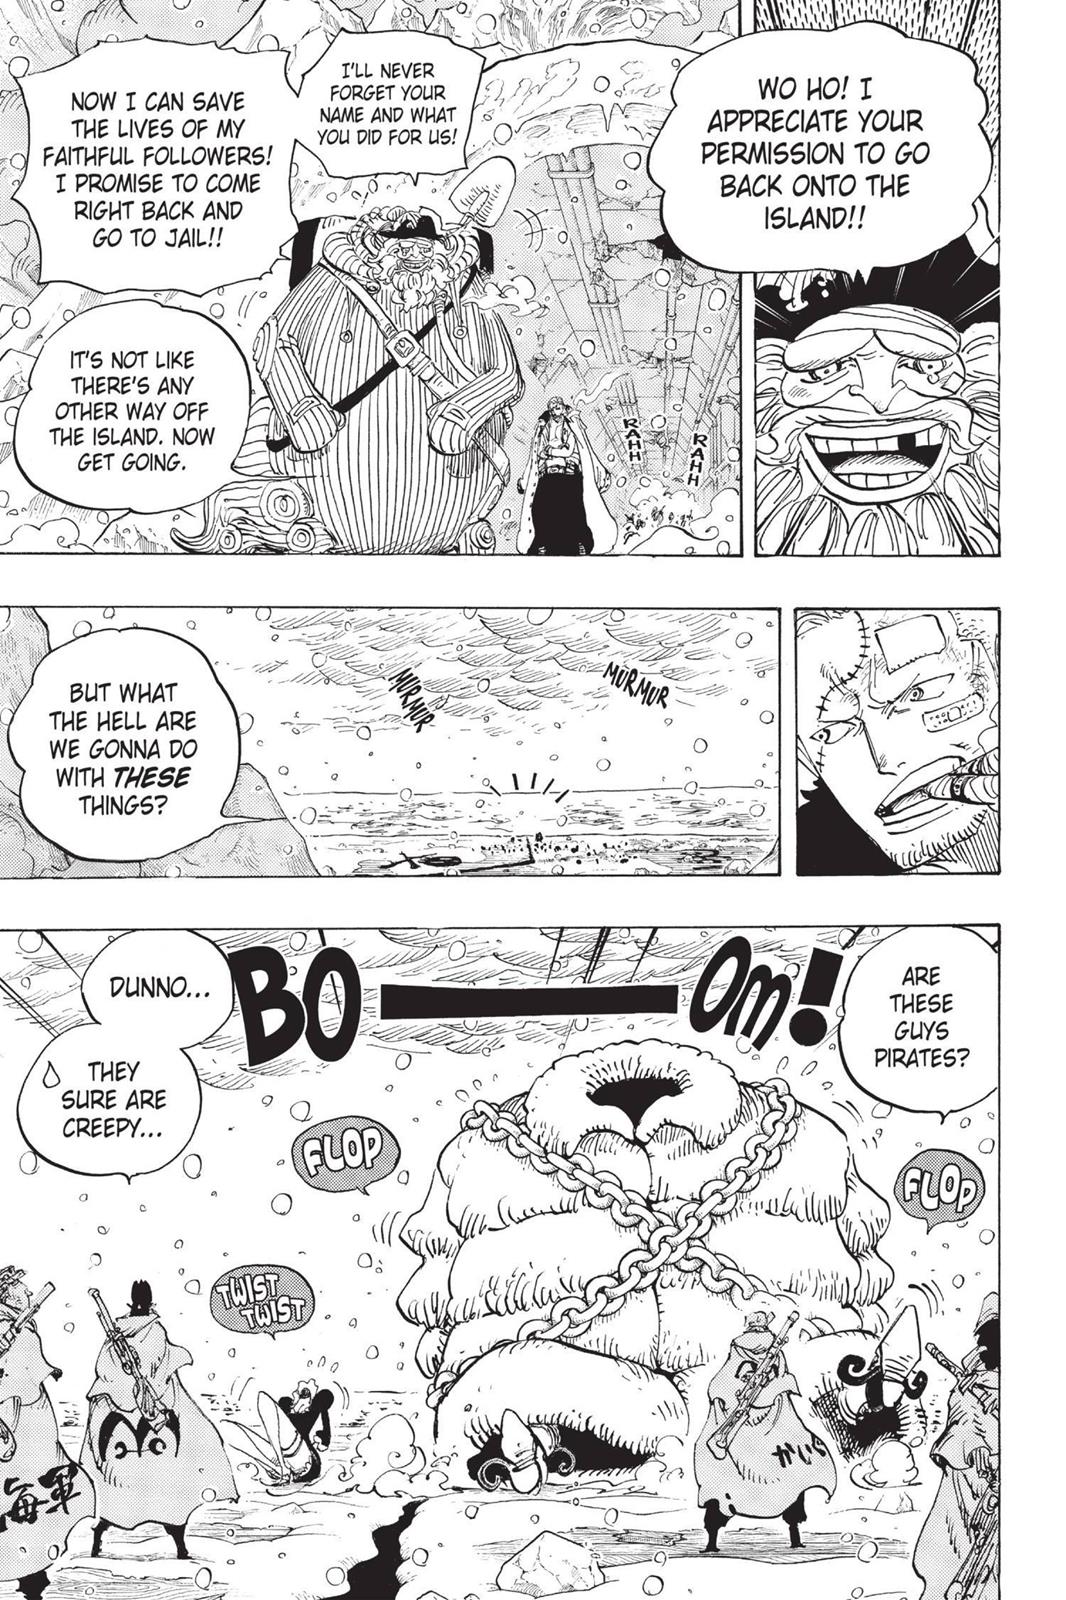 WO HO! I
APPRECIATE YOUR
PERMISSION TO GO
BACK ONTO THE
ISLAND!!
I'LL NEVER
FORGET YOUR
NAME AND WHAT
YOU DID FOR US!
NOW I CAN SAVE
THE LIVES OF MY
FAITHFUL FOLLOWERS!
I PROMISE TO COME
RIGHT BACK AND
GO TO JAIL!!
RAHH
RAHH
IT'S NOT LIKE
THERE'S ANY
OTHER WAY OFF
THE ISLAND. NOW
GET GOING.
MURMUR
MURMUR
BUT WHAT
THE HELL ARE
WE GONNA DO
WITH THESE
THINGS?
ARE
THESE
GUYS
PIRATES?
BO—OM!
DUNNO...
THEY
SURE ARE
CREEPY...
FLOP
FLOP
TWIST
TWIST
海軍